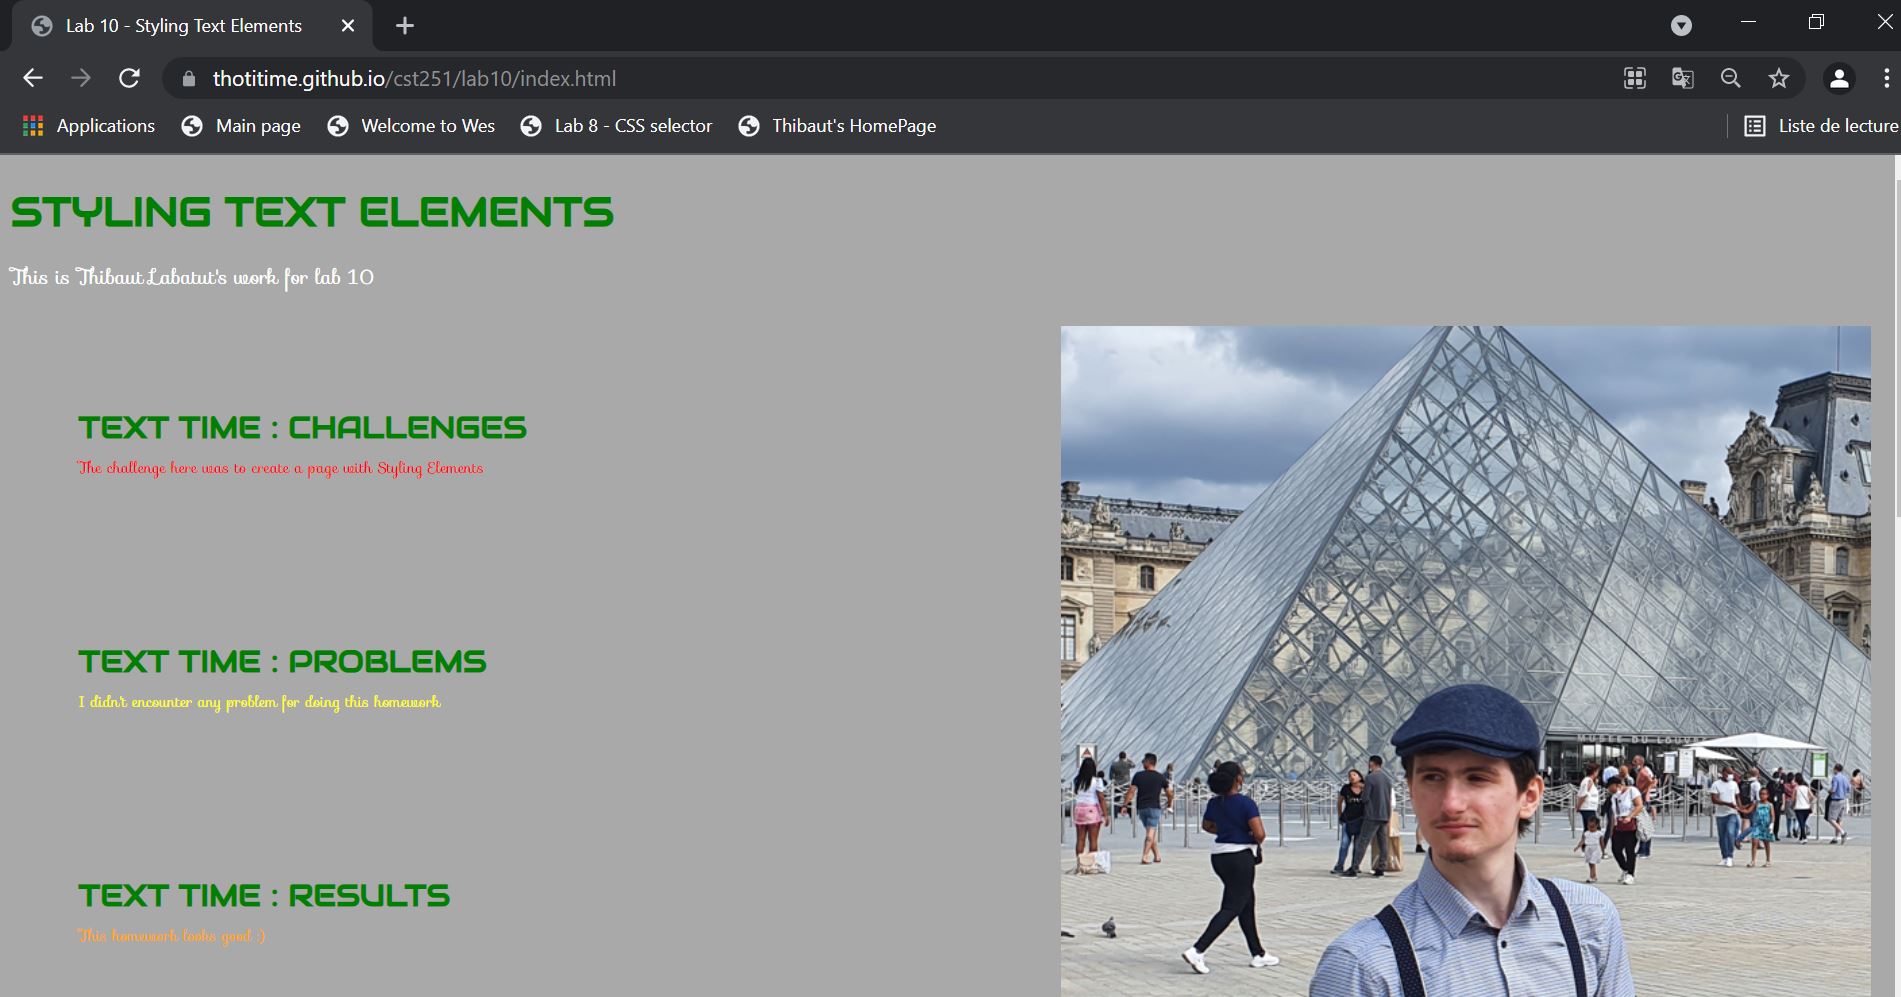 Lab 10 - Styling Text Elements
thotitime.github.io/cst251/lab10/index.html
Applications Main page Welcome to Wes Lab 8 - CSS selector Thibaut's HomePage Liste de lecture
STYLING TEXT ELEMENTS
This is Thibaut Labatut's work for lab 10
TEXT TIME : CHALLENGES
The challenge here was to create a page with Styling Elements
TEXT TIME : PROBLEMS
I didn't encounter any problem for doing this homework
MUSEE DU LOUVRE
TEXT TIME : RESULTS
This homework looks good :)